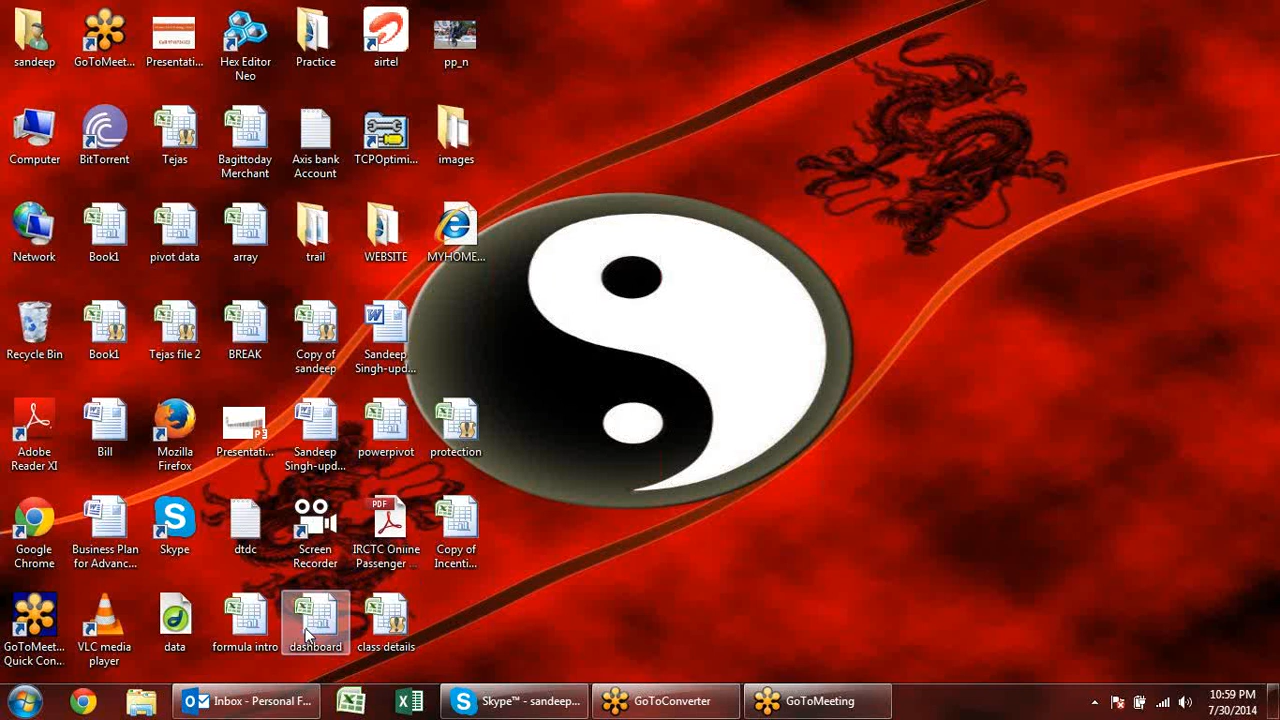 sandeep
GoToMeet...
Presentati...
Hex Editor
Neo
Practice
airtel
pp_n
Computer
BitTorrent
Tejas
Bagittoday
Merchant
Axis bank
Account
TCPOptimi...
images
Network
Book1
pivot data
array
trail
WEBSITE
MYHOME...
Recycle Bin
Book1
Tejas file 2
BREAK
Copy of
sandeep
Sandeep
Singh-upd...
Adobe
Reader XI
Bill
Mozilla
Firefox
Presentati...
Sandeep
Singh-upd...
powerpivot
protection
Google
Chrome
Business Plan
for Advanc...
Skype
dtdc
Screen
Recorder
PDF
IRCTC Online
Passenger ...
Copy of
Incenti...
GoToMeet...
Quick Con...
VLC media
player
data
formula intro
dashboard
class details
Inbox - Personal F...
Skype™ - sandeep...
GoToConverter
GoToMeeting
10:59 PM
7/30/2014